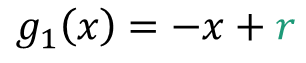 g₁(x) = −x + r